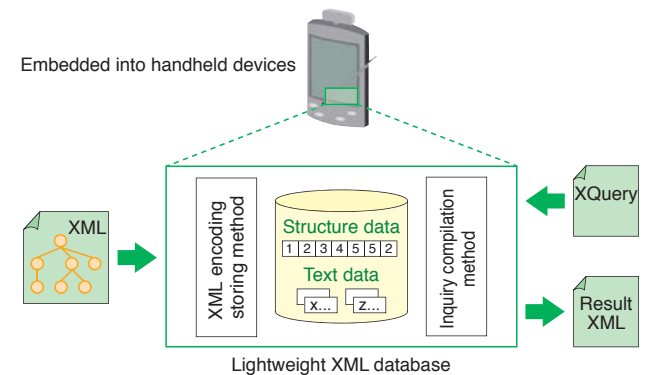 Embedded into handheld devices
XML
XML encoding
storing method
Structure data
1 2 3 4 5 5 2
Text data
x...
z...
Inquiry compilation
method
XQuery
Result
XML
Lightweight XML database